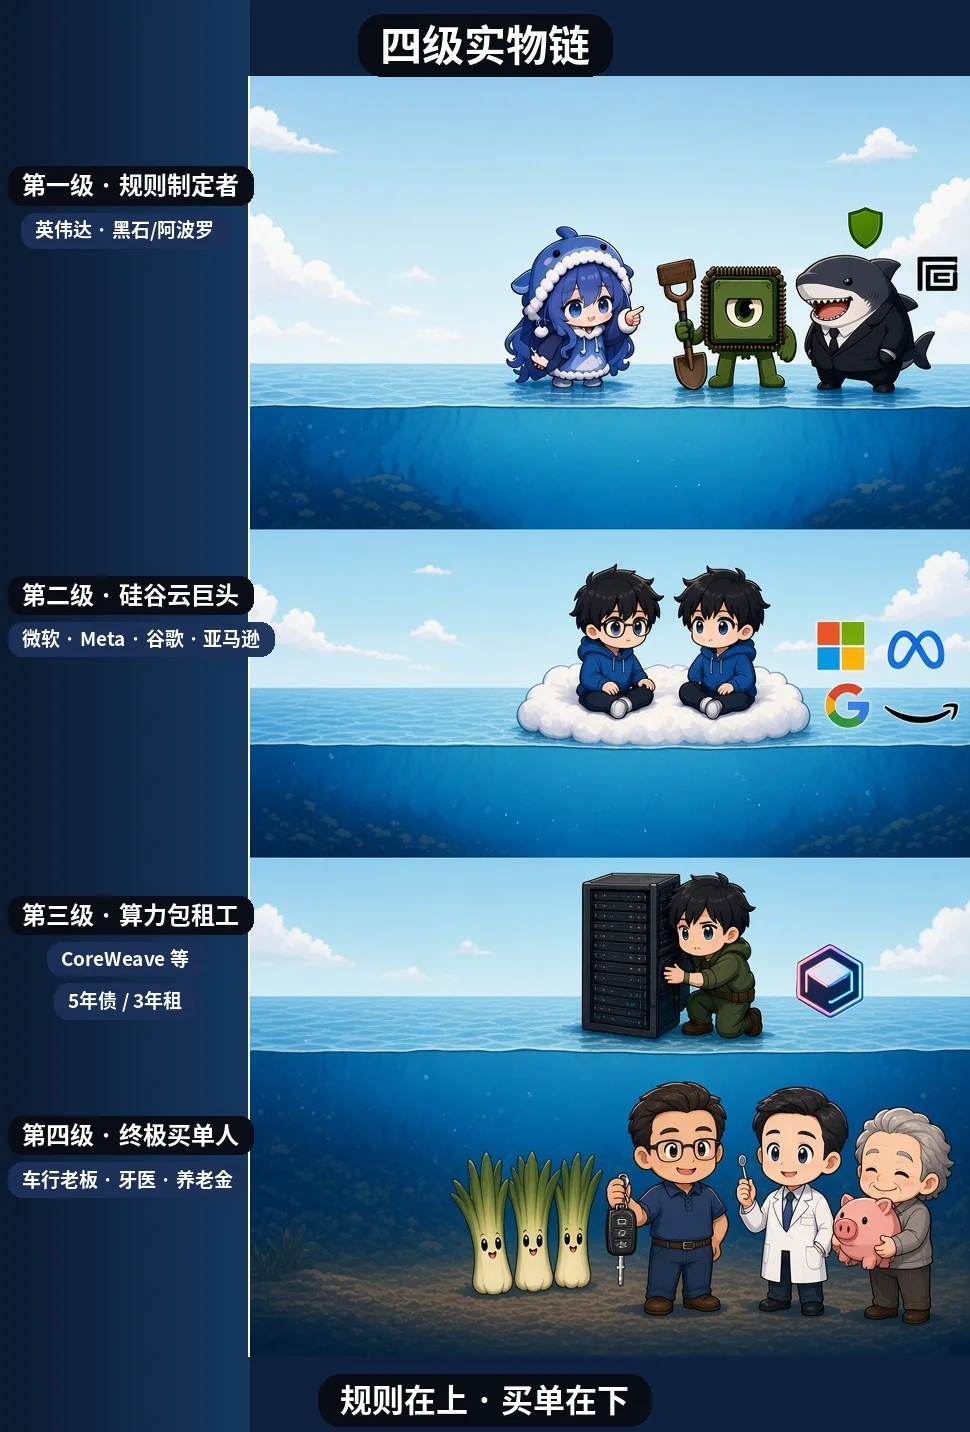 四级实物链
第一级 · 规则制定者
英伟达 · 黑石/阿波罗
第二级 · 硅谷云巨头
微软 · Meta · 谷歌 · 亚马逊
第三级 · 算力包租工
CoreWeave 等
5年债 / 3年租
第四级 · 终极买单人
车行老板 · 牙医 · 养老金
规则在上 · 买单在下